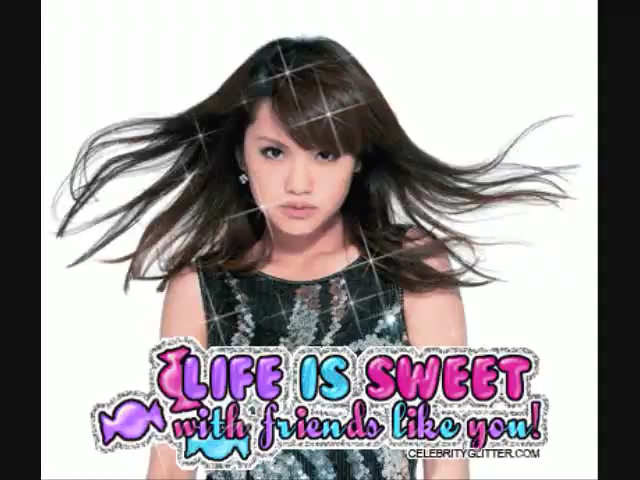 LIFE IS SWEET
with friends like you!
CELEBRITYGLITTER.COM